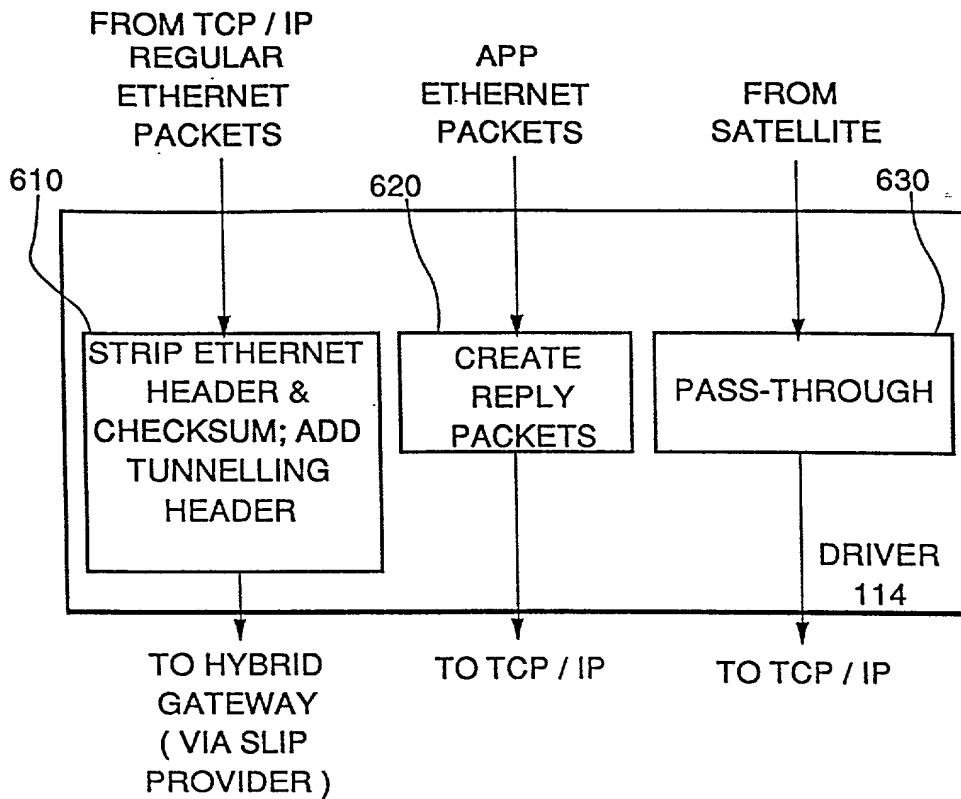 FROM TCP / IP
REGULAR
ETHERNET
PACKETS
APP
ETHERNET
PACKETS
FROM
SATELLITE
610
620
630
STRIP ETHERNET
HEADER &
CHECKSUM; ADD
TUNNELLING
HEADER
CREATE
REPLY
PACKETS
PASS-THROUGH
DRIVER
114
TO HYBRID
GATEWAY
( VIA SLIP
PROVIDER )
TO TCP / IP
TO TCP / IP